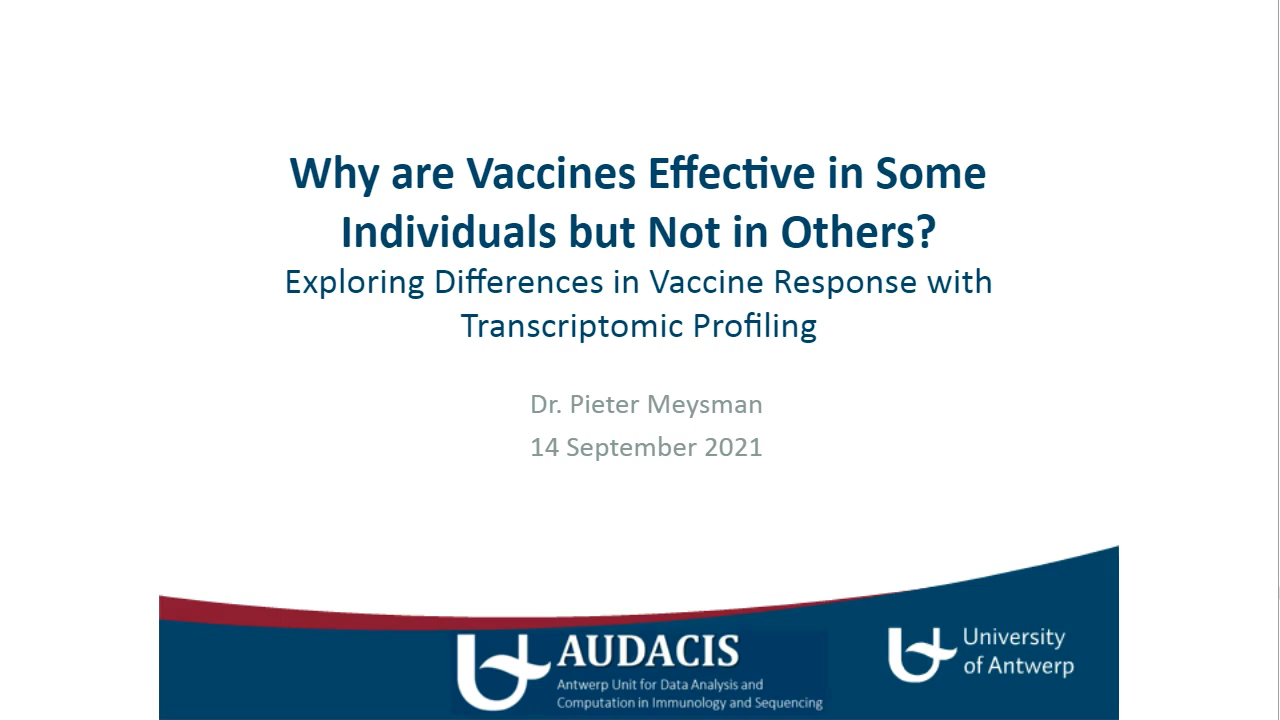 Why are Vaccines Effective in Some
Individuals but Not in Others?
Exploring Differences in Vaccine Response with
Transcriptomic Profiling
Dr. Pieter Meysman
14 September 2021
AUDACIS
Antwerp Unit for Data Analysis and
Computation in Immunology and Sequencing
University
of Antwerp